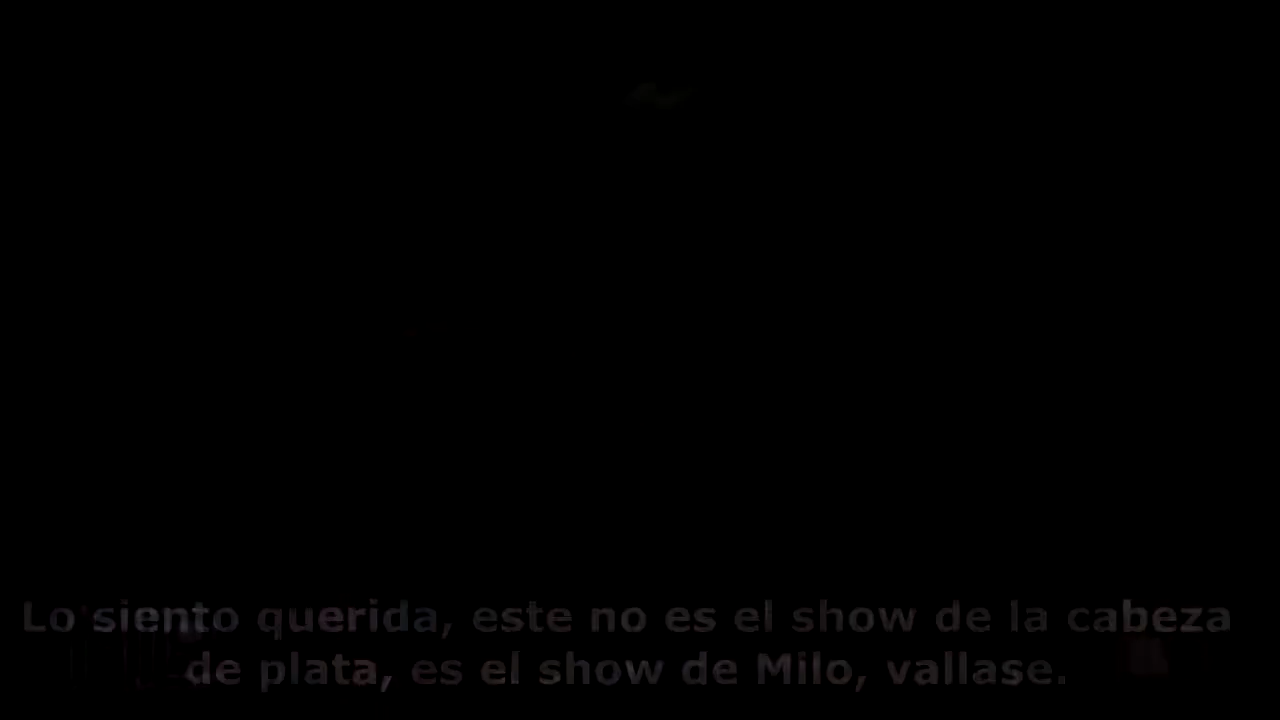 Lo siento querida, este no es el show de la cabeza
de plata, es el show de Milo, vallase.